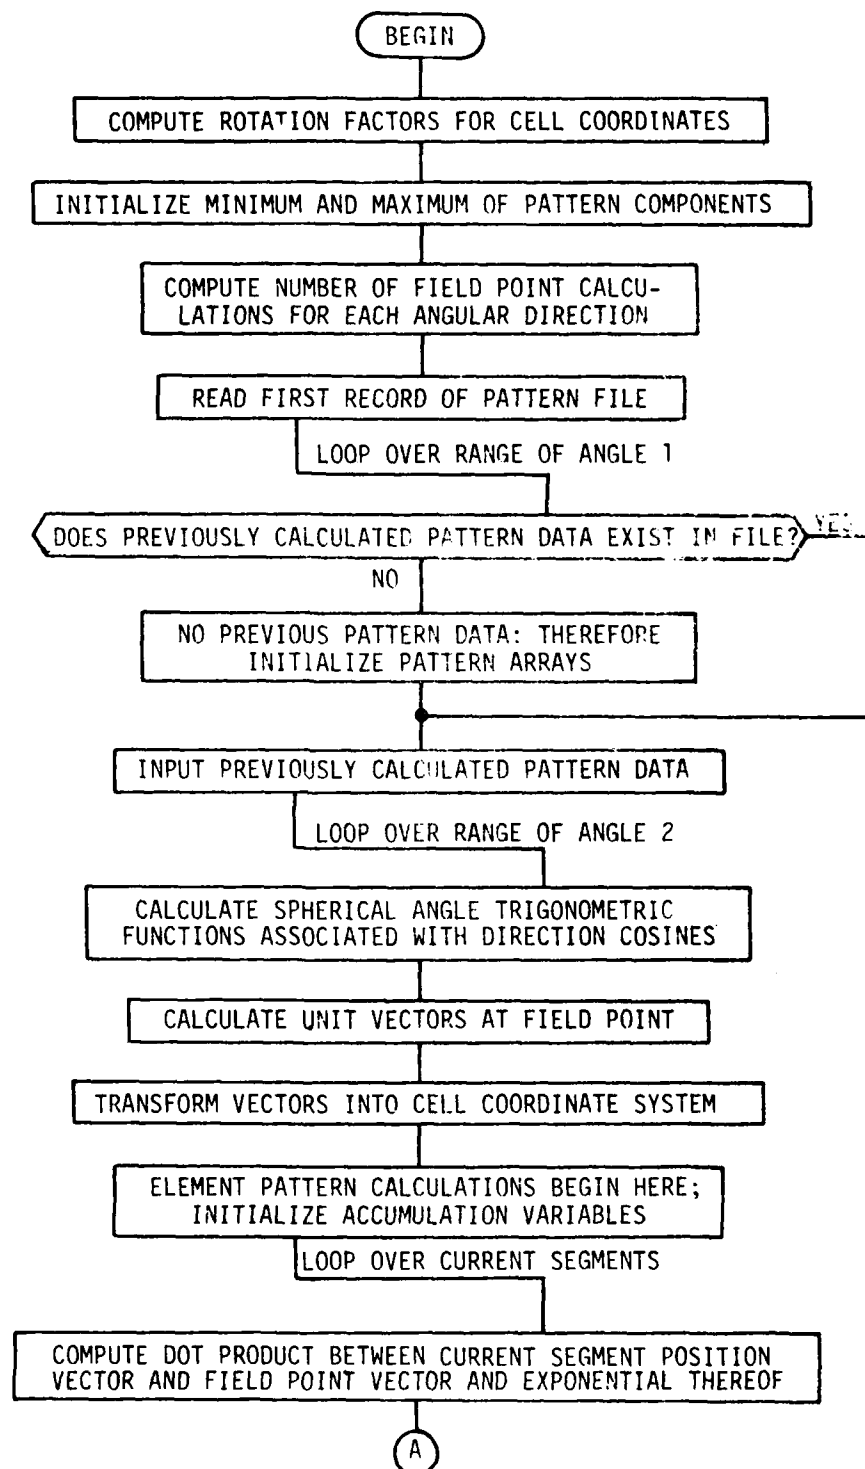 BEGIN
COMPUTE ROTATION FACTORS FOR CELL COORDINATES
INITIALIZE MINIMUM AND MAXIMUM OF PATTERN COMPONENTS
COMPUTE NUMBER OF FIELD POINT CALCU-
LATIONS FOR EACH ANGULAR DIRECTION
READ FIRST RECORD OF PATTERN FILE
LOOP OVER RANGE OF ANGLE 1
DOES PREVIOUSLY CALCULATED PATTERN DATA EXIST IN FILE?
YES
NO
NO PREVIOUS PATTERN DATA: THEREFORE
INITIALIZE PATTERN ARRAYS
INPUT PREVIOUSLY CALCULATED PATTERN DATA
LOOP OVER RANGE OF ANGLE 2
CALCULATE SPHERICAL ANGLE TRIGONOMETRIC
FUNCTIONS ASSOCIATED WITH DIRECTION COSINES
CALCULATE UNIT VECTORS AT FIELD POINT
TRANSFORM VECTORS INTO CELL COORDINATE SYSTEM
ELEMENT PATTERN CALCULATIONS BEGIN HERE;
INITIALIZE ACCUMULATION VARIABLES
LOOP OVER CURRENT SEGMENTS
COMPUTE DOT PRODUCT BETWEEN CURRENT SEGMENT POSITION
VECTOR AND FIELD POINT VECTOR AND EXPONENTIAL THEREOF
A